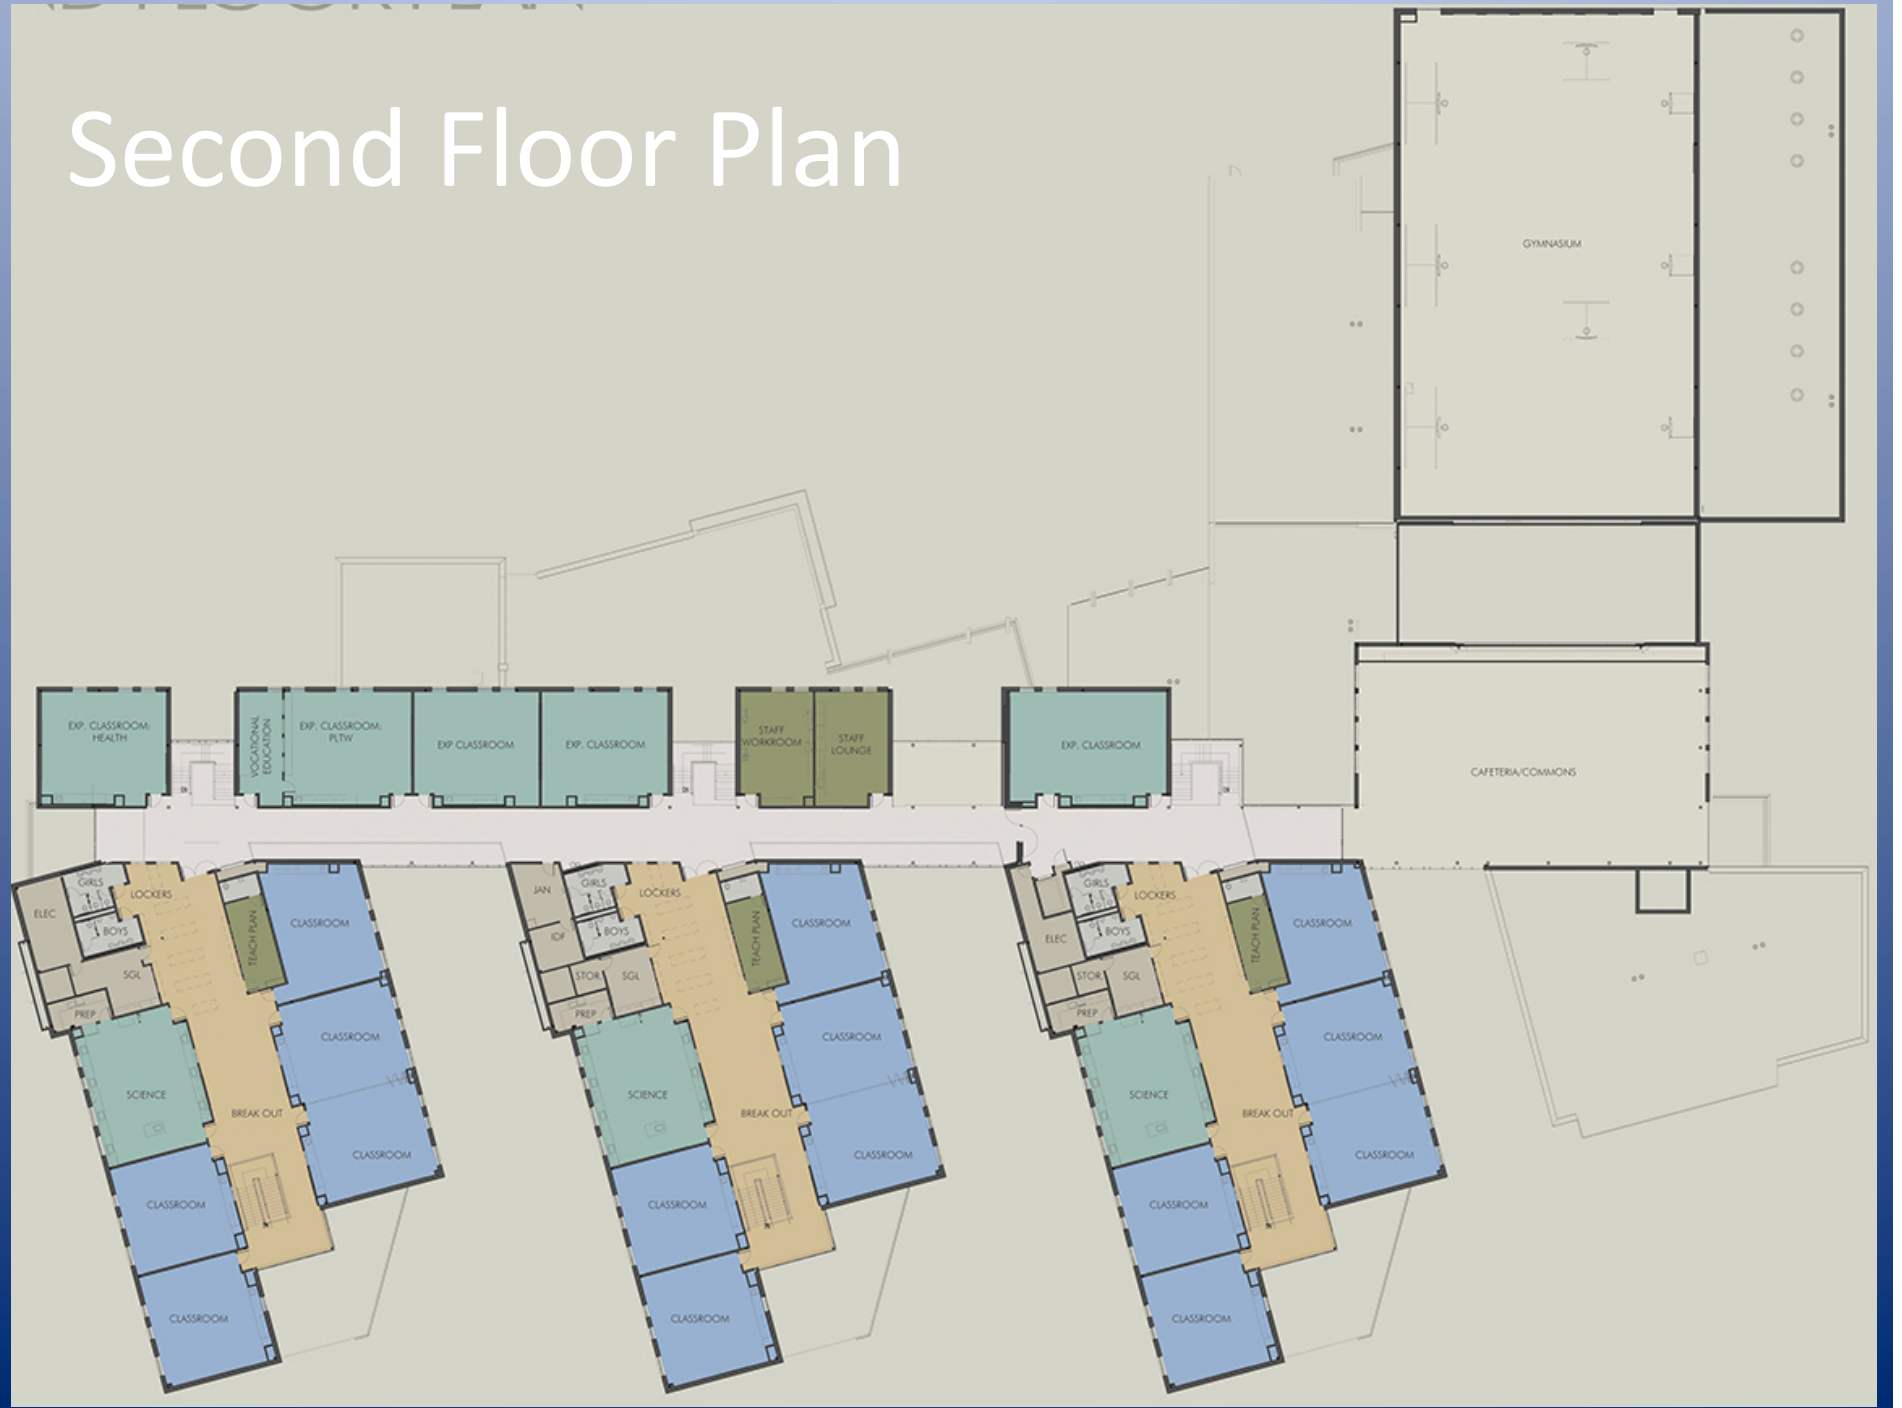 Second Floor Plan
GYMNASIUM
EXP. CLASSROOM:
HEALTH
VOCATIONAL
EDUCATION
EXP. CLASSROOM:
PLTW
EXP CLASSROOM
EXP. CLASSROOM
STAFF
WORKROOM
STAFF
LOUNGE
EXP. CLASSROOM
CAFETERIA/COMMONS
GIRLS
LOCKERS
ELEC
BOYS
TEACH PLAN
CLASSROOM
SGL
PREP
CLASSROOM
SCIENCE
BREAK OUT
CLASSROOM
CLASSROOM
CLASSROOM
JAN
GIRLS
LOCKERS
IDF
BOYS
TEACH PLAN
CLASSROOM
STOR
SGL
PREP
CLASSROOM
SCIENCE
BREAK OUT
CLASSROOM
CLASSROOM
CLASSROOM
GIRLS
LOCKERS
ELEC
BOYS
TEACH PLAN
CLASSROOM
STOR
SGL
PREP
CLASSROOM
SCIENCE
BREAK OUT
CLASSROOM
CLASSROOM
CLASSROOM